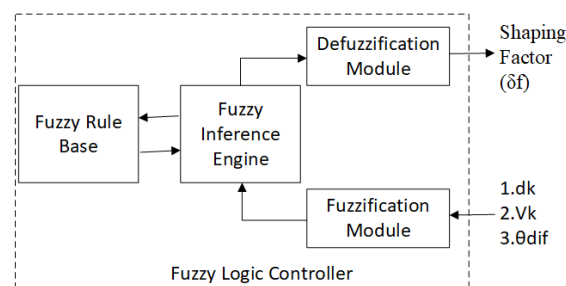 Defuzzification
Module
Shaping
Factor
(δf)
Fuzzy Rule
Base
Fuzzy
Inference
Engine
Fuzzification
Module
1.dk
2.Vk
3.θdif
Fuzzy Logic Controller